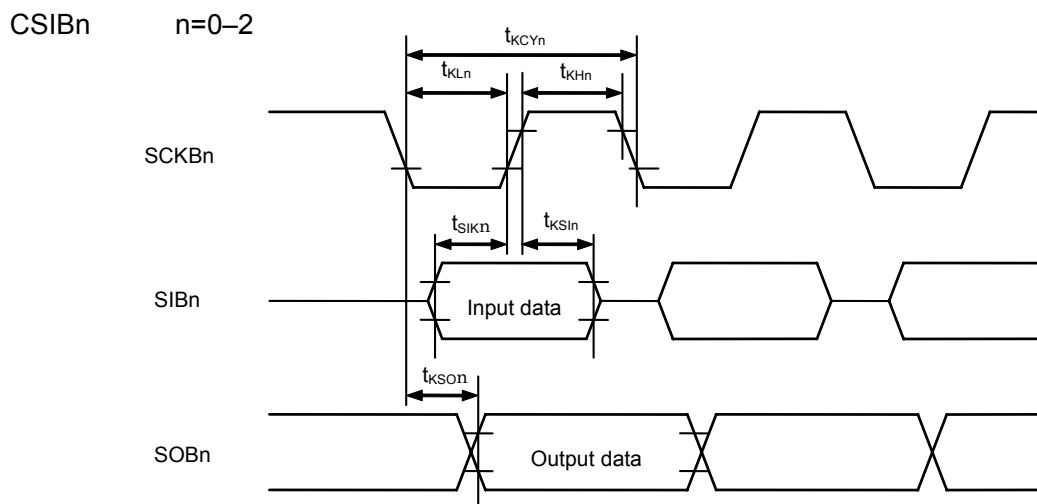 CSIBn n=0–2
tKCYn
tKLn tKHn
SCKBn
tSIKn tKSIn
SIBn Input data
tKSOn
SOBn Output data